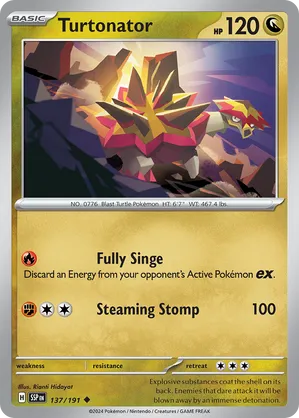 BASIC
Turtonator
HP 120
NO. 0776 Blast Turtle Pokémon HT: 6'7" WT: 467.4 lbs.
Fully Singe
Discard an Energy from your opponent's Active Pokémon ex.
Steaming Stomp 100
weakness resistance retreat
Illus. Rianti Hidayat
H SSP EN 137/191
Explosive substances coat the shell on its
back. Enemies that dare attack it will be
blown away by an immense detonation.
©2024 Pokémon / Nintendo / Creatures / GAME FREAK